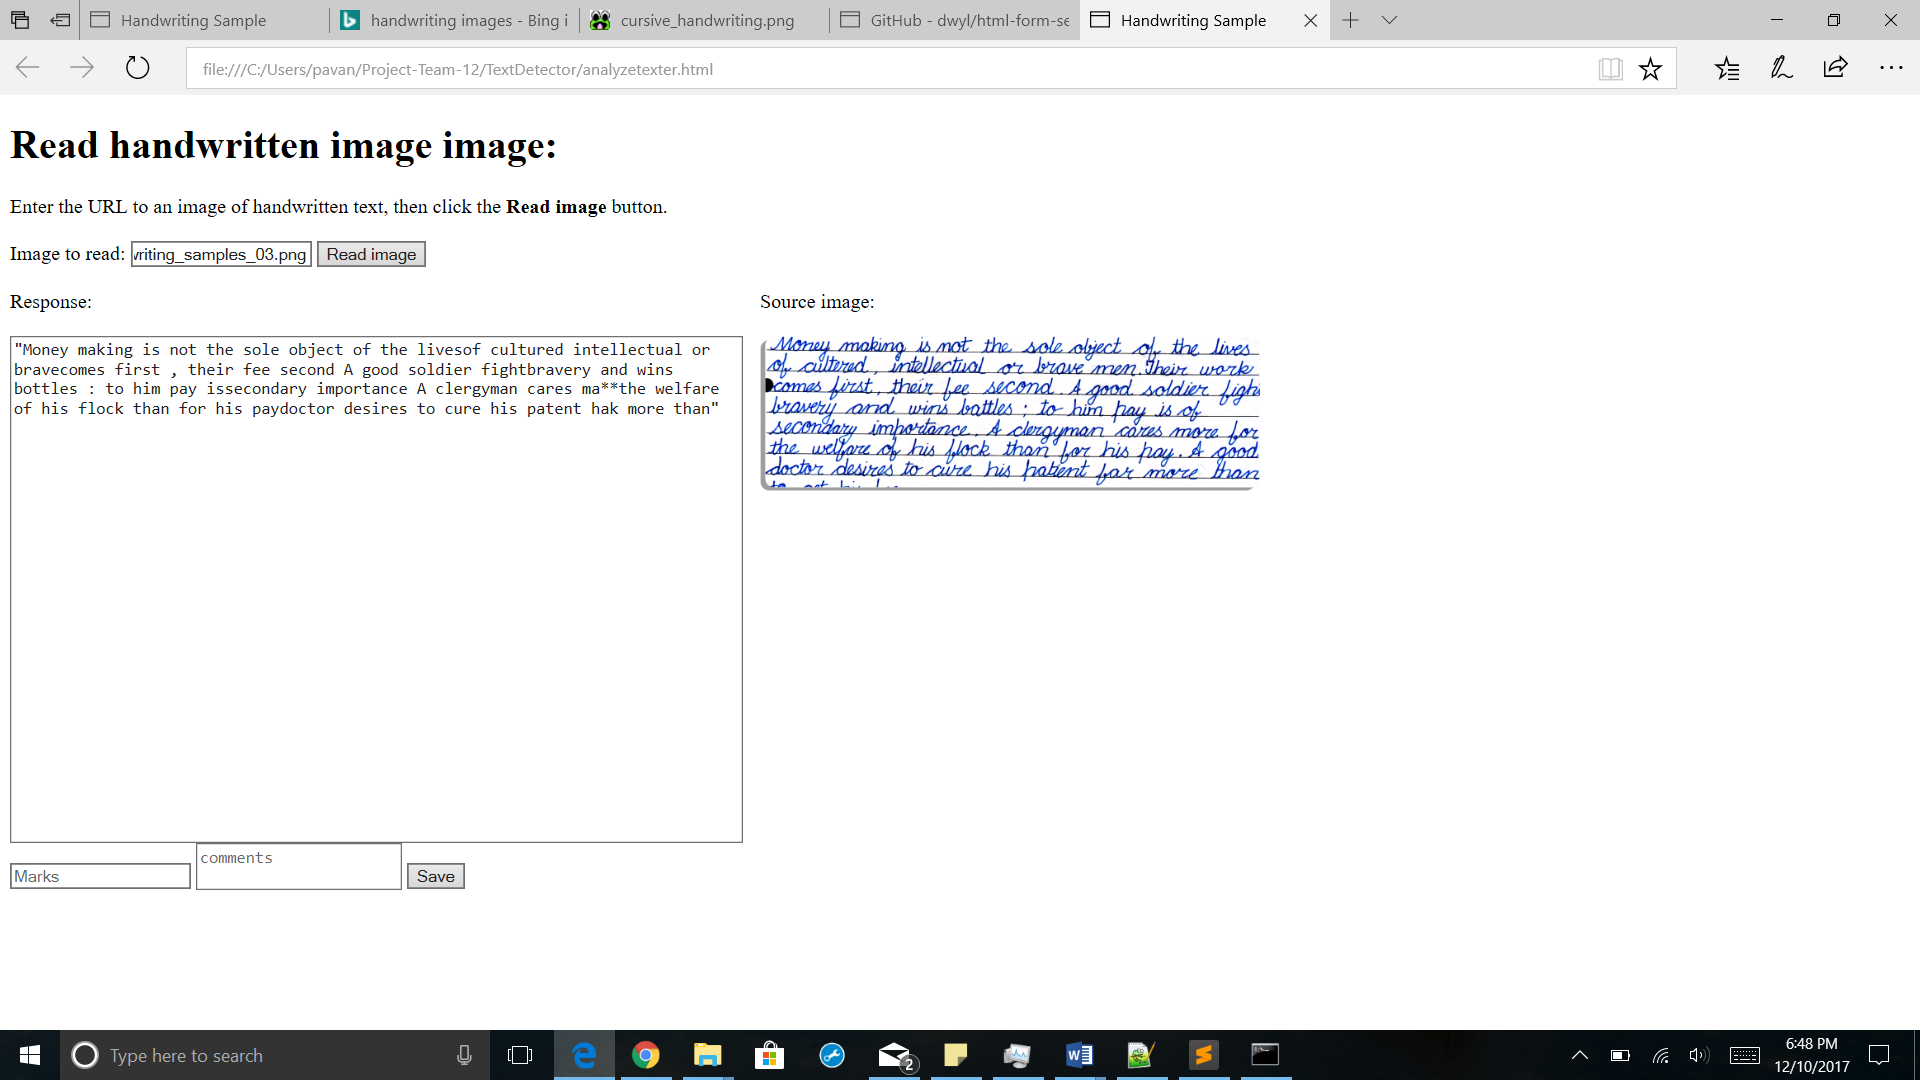 Handwriting Sample
handwriting images - Bing i
cursive_handwriting.png
GitHub - dwyl/html-form-se
Handwriting Sample
file:///C:/Users/pavan/Project-Team-12/TextDetector/analyzetexter.html
Read handwritten image image:
Enter the URL to an image of handwritten text, then click the Read image button.
Image to read: writing_samples_03.png Read image
Response:
"Money making is not the sole object of the livesof cultured intellectual or
bravecomes first , their fee second A good soldier fightbravery and wins
bottles : to him pay issecondary importance A clergyman cares ma**the welfare
of his flock than for his paydoctor desires to cure his patent hak more than"
Source image:
Money making is not the sole object of the lives
of cultered, intellectual or brave men. Their work
comes first, their fee second. A good soldier figh
bravery and wins battles ; to him pay is of
secondary importance. A clergyman cares more for
the welfare of his flock than for his pay. A good
doctor desires to cure his patient far more than
Marks
comments
Save
Type here to search
2
6:48 PM
12/10/2017